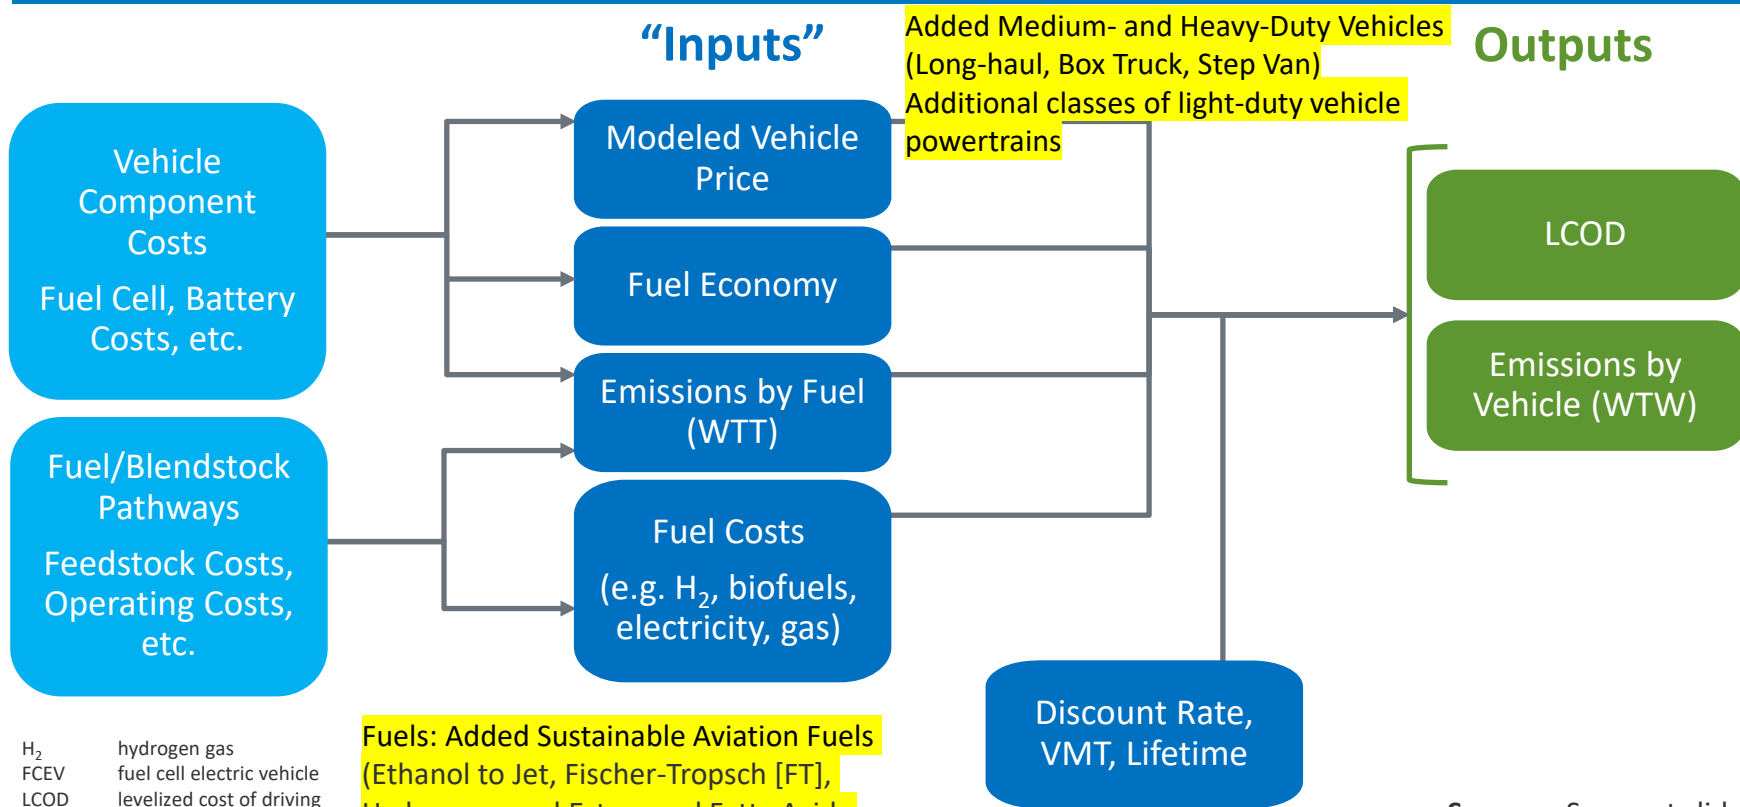 “Inputs”
Added Medium- and Heavy-Duty Vehicles
(Long-haul, Box Truck, Step Van)
Additional classes of light-duty vehicle
powertrains
Outputs
Vehicle
Component
Costs
Fuel Cell, Battery
Costs, etc.
Modeled Vehicle
Price
Fuel Economy
Emissions by Fuel
(WTT)
Fuel/Blendstock
Pathways
Feedstock Costs,
Operating Costs,
etc.
Fuel Costs
(e.g. H₂, biofuels,
electricity, gas)
LCOD
Emissions by
Vehicle (WTW)
Discount Rate,
VMT, Lifetime
H₂ hydrogen gas
FCEV fuel cell electric vehicle
LCOD levelized cost of driving
Fuels: Added Sustainable Aviation Fuels
(Ethanol to Jet, Fischer-Tropsch [FT],